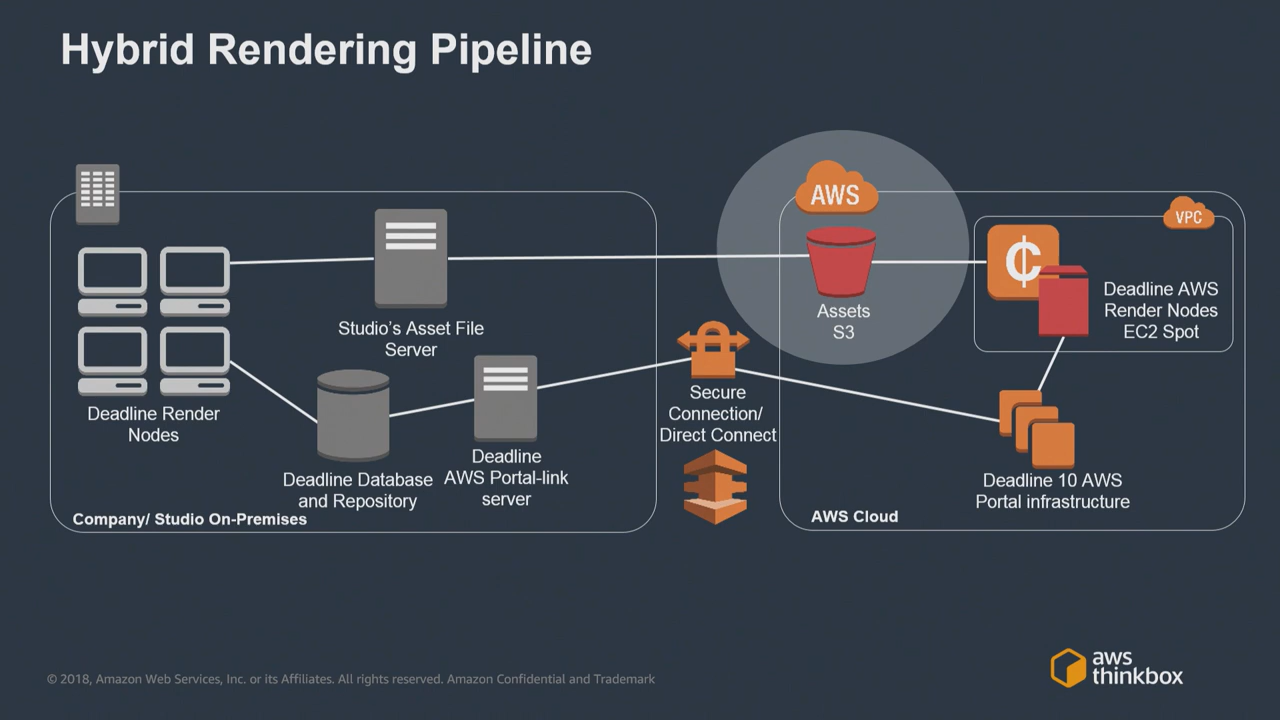 Hybrid Rendering Pipeline
AWS
VPC
¢
Deadline AWS
Render Nodes
EC2 Spot
Assets
S3
Studio's Asset File
Server
Secure
Connection/
Direct Connect
Deadline Render
Nodes
Deadline Database
and Repository
Deadline
AWS Portal-link
server
Deadline 10 AWS
Portal infrastructure
Company/ Studio On-Premises
AWS Cloud
© 2018, Amazon Web Services, Inc. or its Affiliates. All rights reserved. Amazon Confidential and Trademark
aws
thinkbox